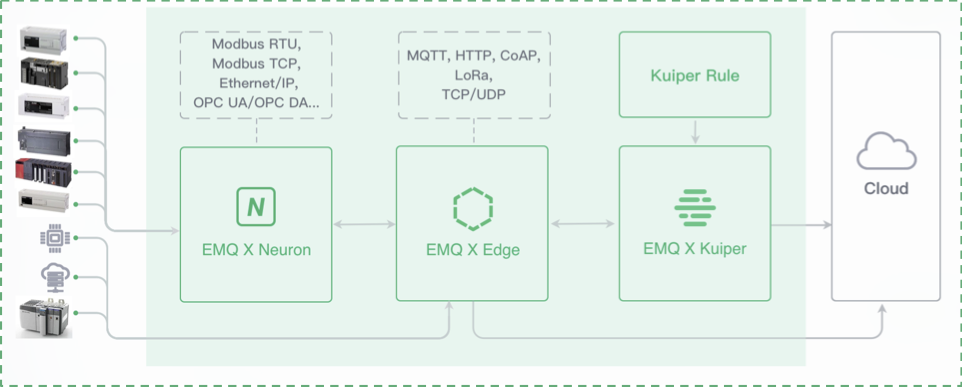 Modbus RTU,
Modbus TCP,
Ethernet/IP,
OPC UA/OPC DA...
MQTT, HTTP, CoAP,
LoRa,
TCP/UDP
Kuiper Rule
N
EMQ X Neuron
EMQ X Edge
EMQ X Kuiper
Cloud